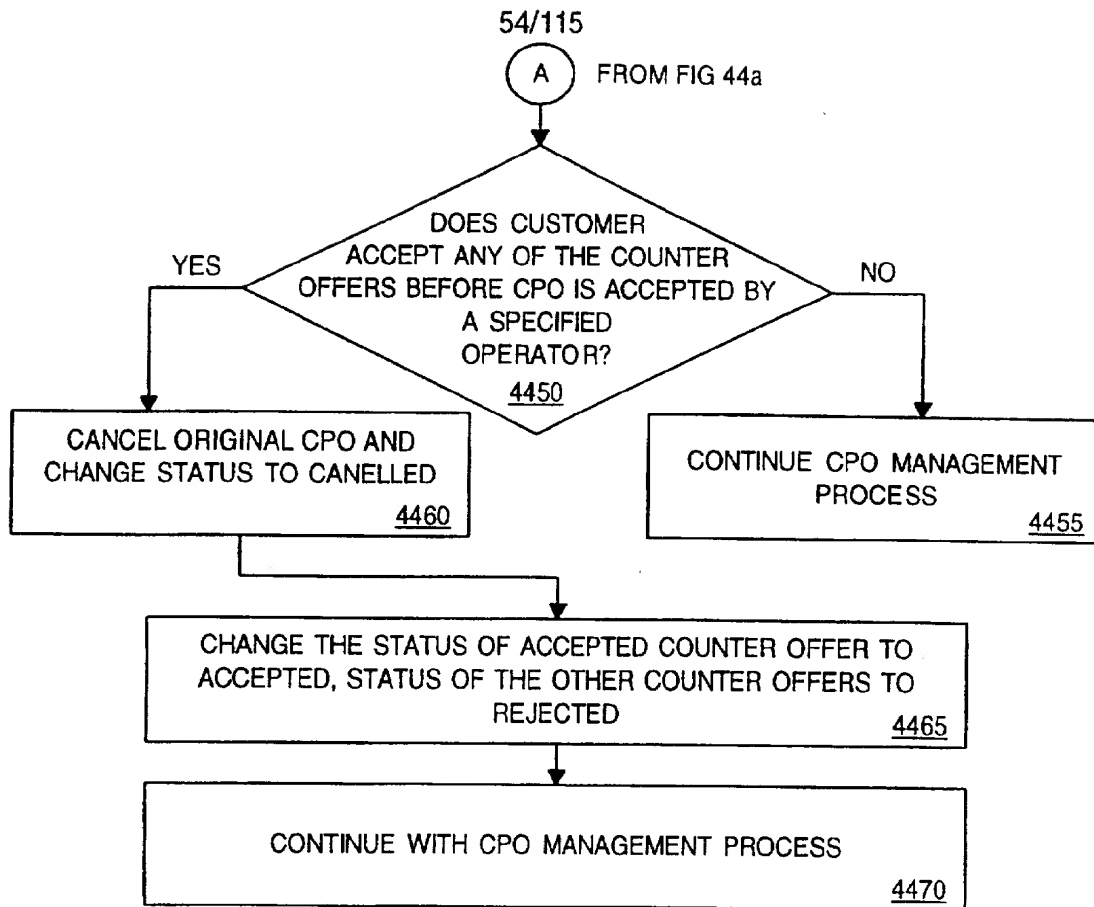 54/115
A
FROM FIG 44a
DOES CUSTOMER
ACCEPT ANY OF THE COUNTER
OFFERS BEFORE CPO IS ACCEPTED BY
A SPECIFIED
OPERATOR?
4450
YES
NO
CANCEL ORIGINAL CPO AND
CHANGE STATUS TO CANELLED
4460
CONTINUE CPO MANAGEMENT
PROCESS
4455
CHANGE THE STATUS OF ACCEPTED COUNTER OFFER TO
ACCEPTED, STATUS OF THE OTHER COUNTER OFFERS TO
REJECTED
4465
CONTINUE WITH CPO MANAGEMENT PROCESS
4470